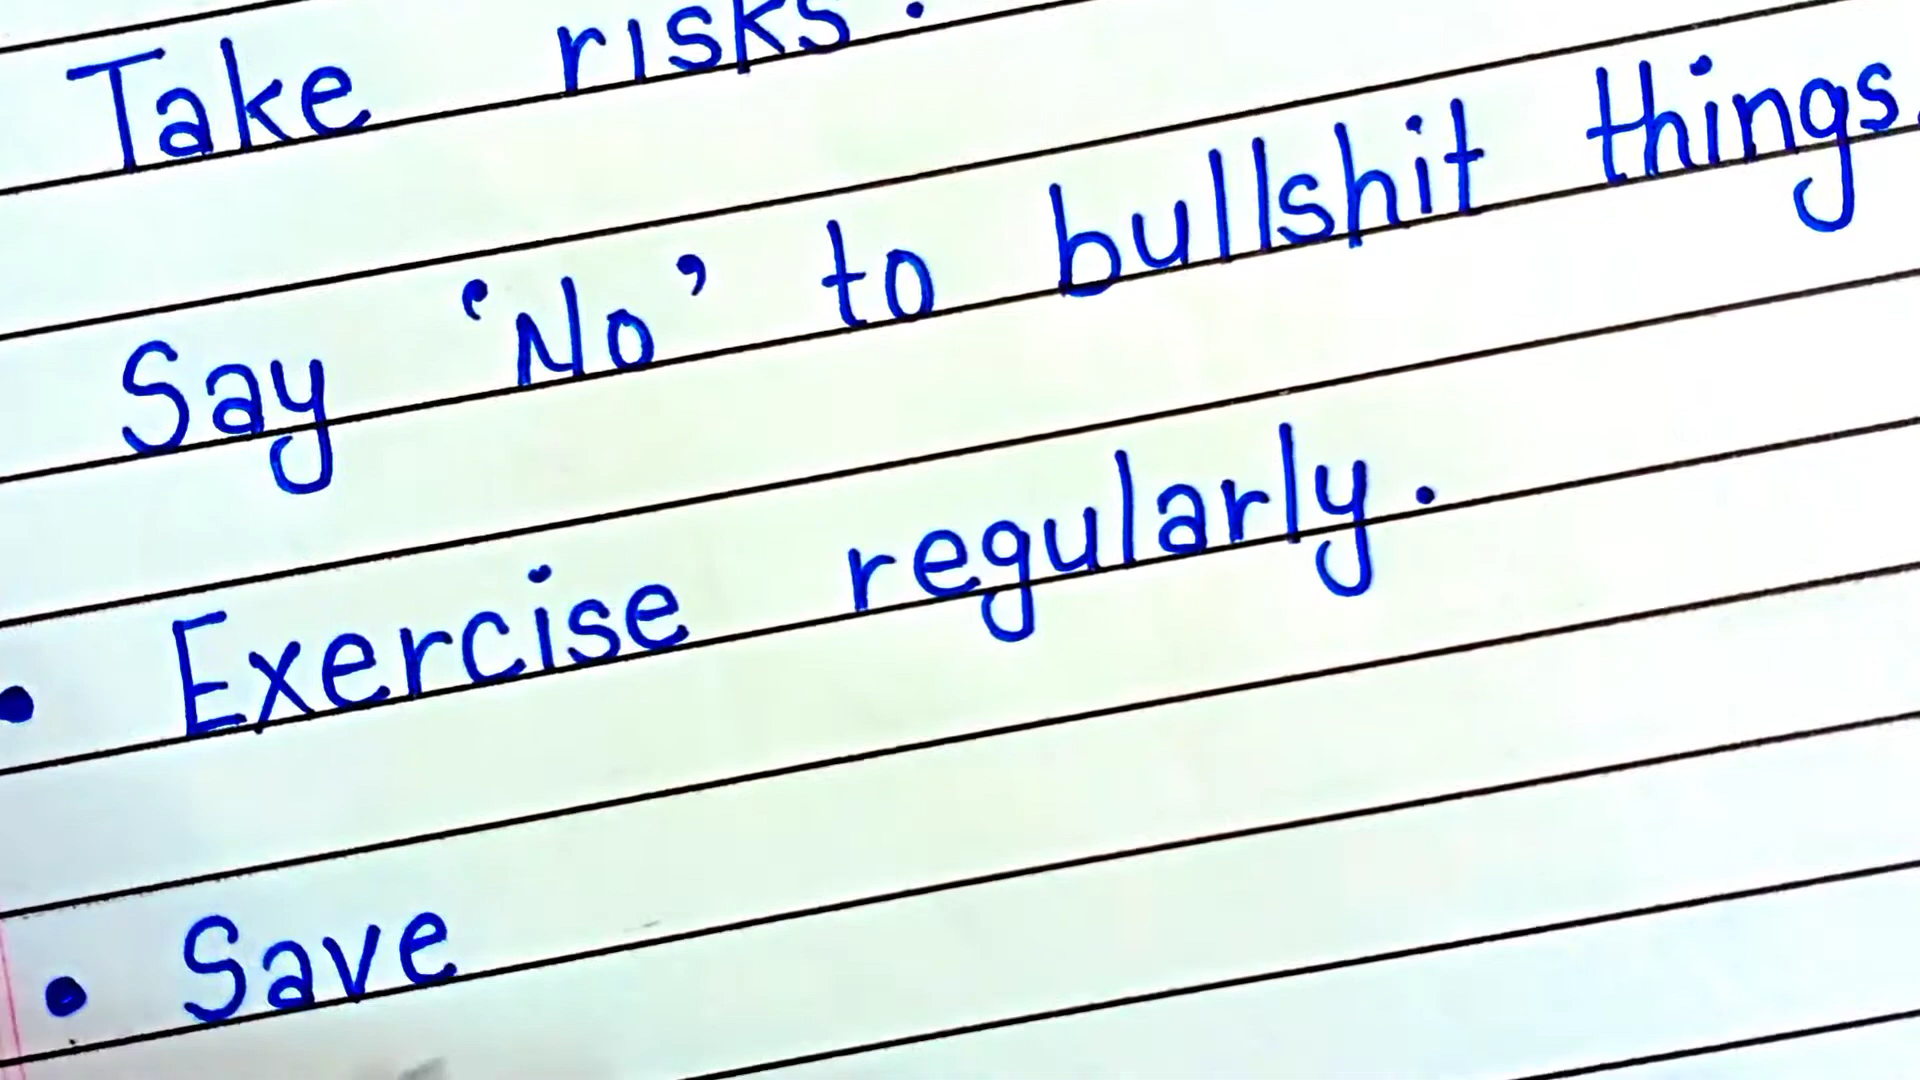 Take risks.
Say ‘No’ to bullshit things.
• Exercise regularly.
• Save